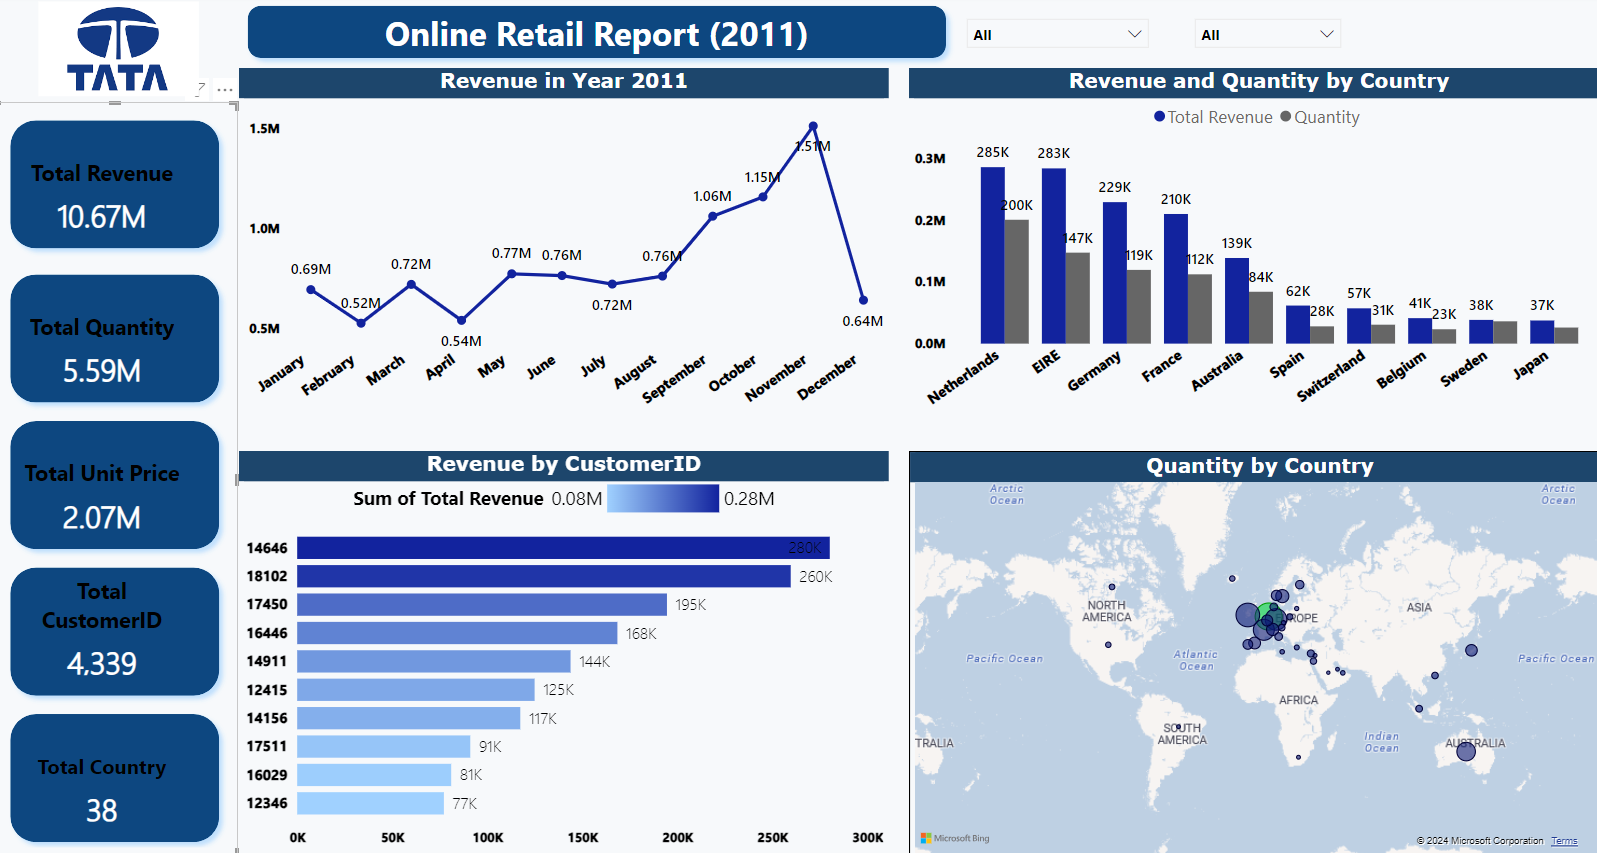 TATA
Online Retail Report (2011)
All
All
Total Revenue
10.67M
Total Quantity
5.59M
Total Unit Price
2.07M
Total
CustomerID
4,339
Total Country
38
Revenue in Year 2011
1.5M
1.0M
0.5M
0.69M
0.52M
0.72M
0.54M
0.77M
0.76M
0.72M
0.76M
1.06M
1.15M
1.51M
0.64M
January
February
March
April
May
June
July
August
September
October
November
December
Revenue and Quantity by Country
Total Revenue
Quantity
0.3M
0.2M
0.1M
0.0M
285K
200K
283K
147K
229K
119K
210K
112K
139K
84K
62K
28K
57K
31K
41K
23K
38K
37K
Netherlands
EIRE
Germany
France
Australia
Spain
Switzerland
Belgium
Sweden
Japan
Revenue by CustomerID
Sum of Total Revenue 0.08M 0.28M
14646 280K
18102 260K
17450 195K
16446 168K
14911 144K
12415 125K
14156 117K
17511 91K
16029 81K
12346 77K
0K 50K 100K 150K 200K 250K 300K
Quantity by Country
Arctic
Ocean
Arctic
Ocean
NORTH
AMERICA
ROPE
ASIA
Pacific Ocean
Atlantic
Ocean
Pacific Ocean
AFRICA
SOUTH
AMERICA
Indian
Ocean
TRALIA
AUSTRALIA
Microsoft Bing
© 2024 Microsoft Corporation Terms